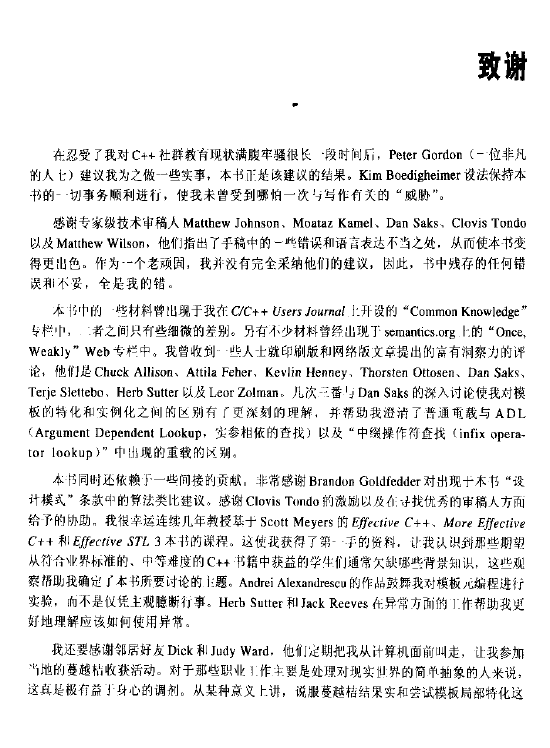 致谢
在忍受了我对C++社群教育现状满腹牢骚很长一段时间后，Peter Gordon（一位非凡
的人士）建议我为之做一些实事，本书正是该建议的结果。Kim Boedigheimer设法保持本
书的一切事务顺利进行，使我未曾受到哪怕一次与写作有关的“威胁”。
感谢专家级技术审稿人Matthew Johnson、Moataz Kamel、Dan Saks、Clovis Tondo
以及Matthew Wilson，他们指出了手稿中的一些错误和语言表达不当之处，从而使本书变
得更出色。作为一个老顽固，我并没有完全采纳他们的建议，因此，书中残存的任何错
误和不妥，全是我的错。
本书中的一些材料曾出现于我在C/C++ Users Journal上开设的“Common Knowledge”
专栏中，二者之间只有些细微的差别。另有不少材料曾经出现于semantics.org上的“Once,
Weakly”Web专栏中。我曾收到一些人士就印刷版和网络版文章提出的富有洞察力的评
论，他们是Chuck Allison、Attila Feher、Kevlin Henney、Thorsten Ottosen、Dan Saks、
Terje Slettebo、Herb Sutter以及Leor Zolman。几次三番与Dan Saks的深入讨论使我对模
板的特化和实例化之间的区别有了更深刻的理解，并帮助我澄清了普通重载与ADL
（Argument Dependent Lookup，实参相依的查找）以及“中缀操作符查找（infix opera-
tor lookup）”中出现的重载的区别。
本书同时还依赖于一些间接的贡献。非常感谢Brandon Goldfedder对出现于本书“设
计模式”条款中的算法类比建议。感谢Clovis Tondo的激励以及在寻找优秀的审稿人方面
给予的协助。我很幸运连续几年教授基于Scott Meyers的Effective C++、More Effective
C++和Effective STL 3本书的课程。这使我获得了第一手的资料，让我认识到那些期望
从符合业界标准的、中等难度的C++书籍中获益的学生们通常欠缺哪些背景知识，这些观
察帮助我确定了本书所要讨论的主题。Andrei Alexandrescu的作品鼓舞我对模板元编程进行
实验，而不是仅凭主观臆断行事。Herb Sutter和Jack Reeves在异常方面的工作帮助我更
好地理解应该如何使用异常。
我还要感谢邻居好友Dick和Judy Ward，他们定期把我从计算机面前叫走，让我参加
当地的蔓越桔收获活动。对于那些职业工作主要是处理对现实世界的简单抽象的人来说，
这真是极有益于身心的调剂。从某种意义上讲，说服蔓越桔结果实和尝试模板局部特化这